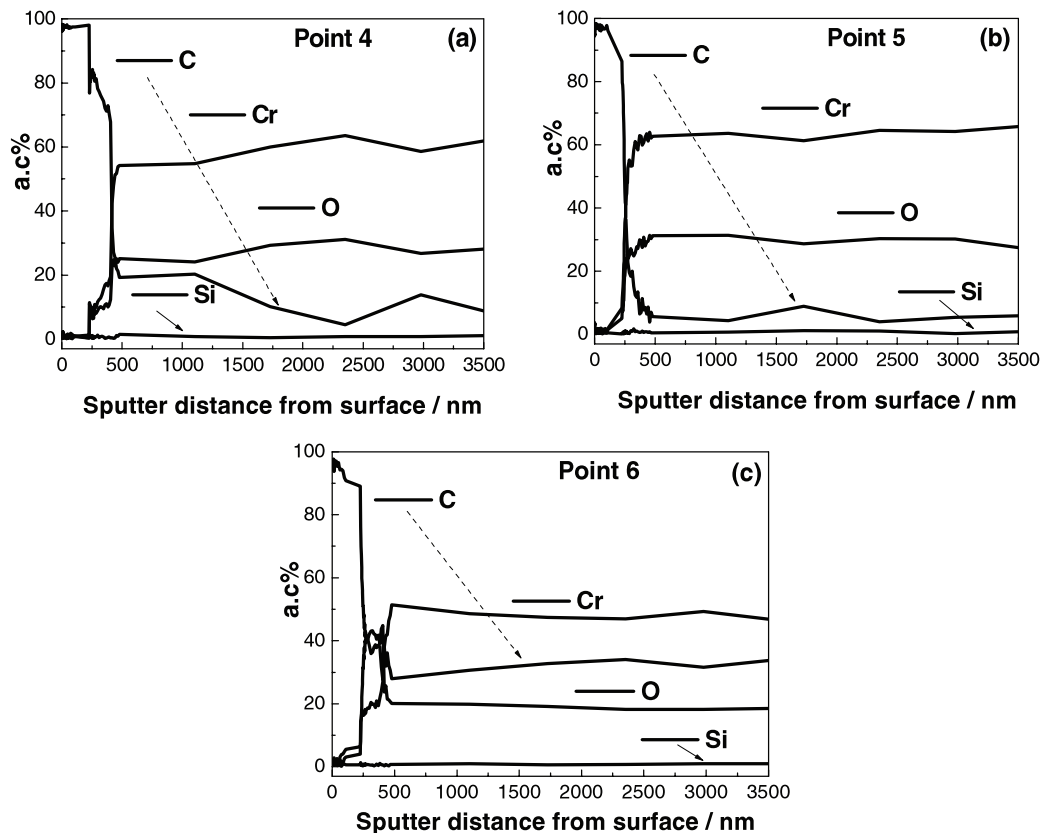 Point 4
(a)
C
Cr
O
Si
a.c%
100
80
60
40
20
0
0 500 1000 1500 2000 2500 3000 3500
Sputter distance from surface / nm
Point 5
(b)
C
Cr
O
Si
a.c%
100
80
60
40
20
0
0 500 1000 1500 2000 2500 3000 3500
Sputter distance from surface / nm
Point 6
(c)
C
Cr
O
Si
a.c%
100
80
60
40
20
0
0 500 1000 1500 2000 2500 3000 3500
Sputter distance from surface / nm